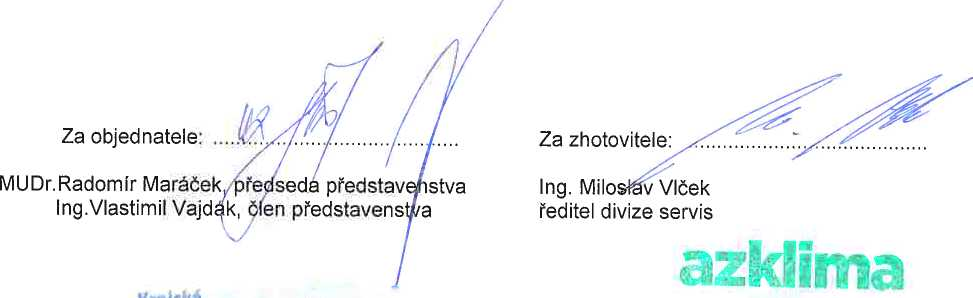 Za objednatele: ............................................
MUDr.Radomír Maráček, předseda představenstva
Ing.Vlastimil Vajdák, člen představenstva
Za zhotovitele: ............................................
Ing. Miloslav Vlček
ředitel divize servis
azklima